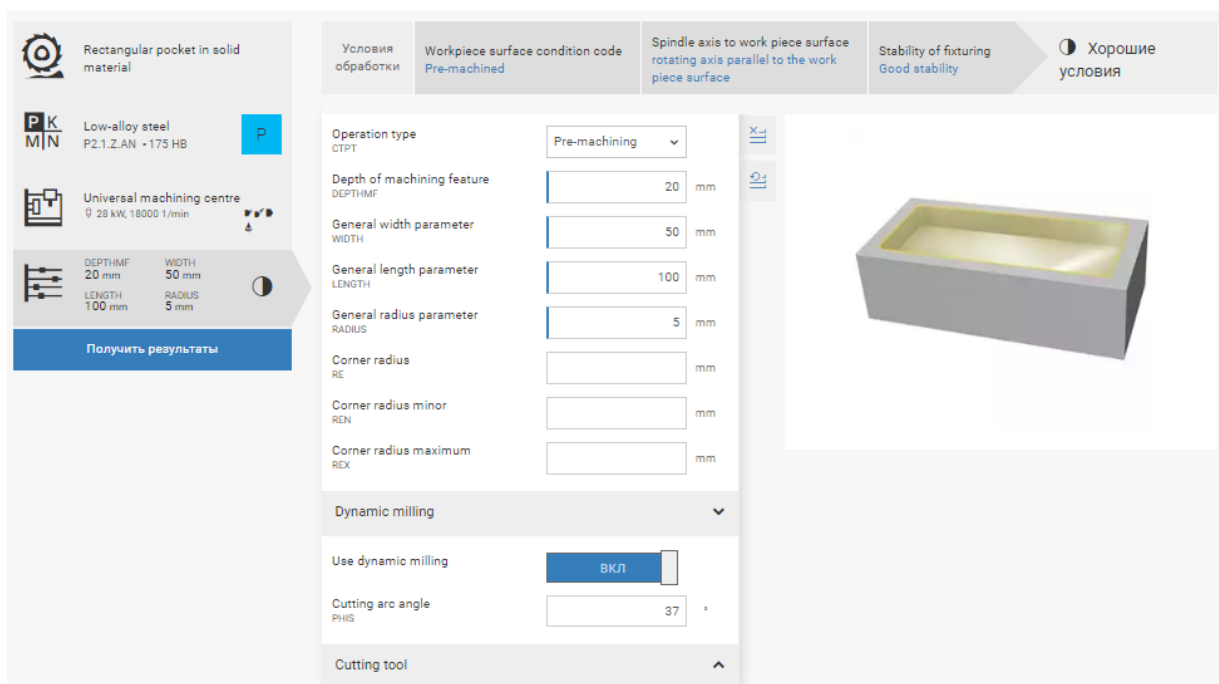 Rectangular pocket in solid
material
P K
M N
Low-alloy steel
P2.1.Z.AN •175 HB
P
Universal machining centre
28 kW, 18000 1/min
DEPTHMF
20 mm
WIDTH
50 mm
LENGTH
100 mm
RADIUS
5 mm
Получить результаты
Условия
обработки
Workpiece surface condition code
Pre-machined
Spindle axis to work piece surface
rotating axis parallel to the work
piece surface
Stability of fixturing
Good stability
Хорошие
условия
Operation type
CTPT
Pre-machining
Depth of machining feature
DEPTHMF
20 mm
General width parameter
WIDTH
50 mm
General length parameter
LENGTH
100 mm
General radius parameter
RADIUS
5 mm
Corner radius
RE
mm
Corner radius minor
REN
mm
Corner radius maximum
REX
mm
Dynamic milling
Use dynamic milling
ВКЛ
Cutting arc angle
PHIS
37 °
Cutting tool